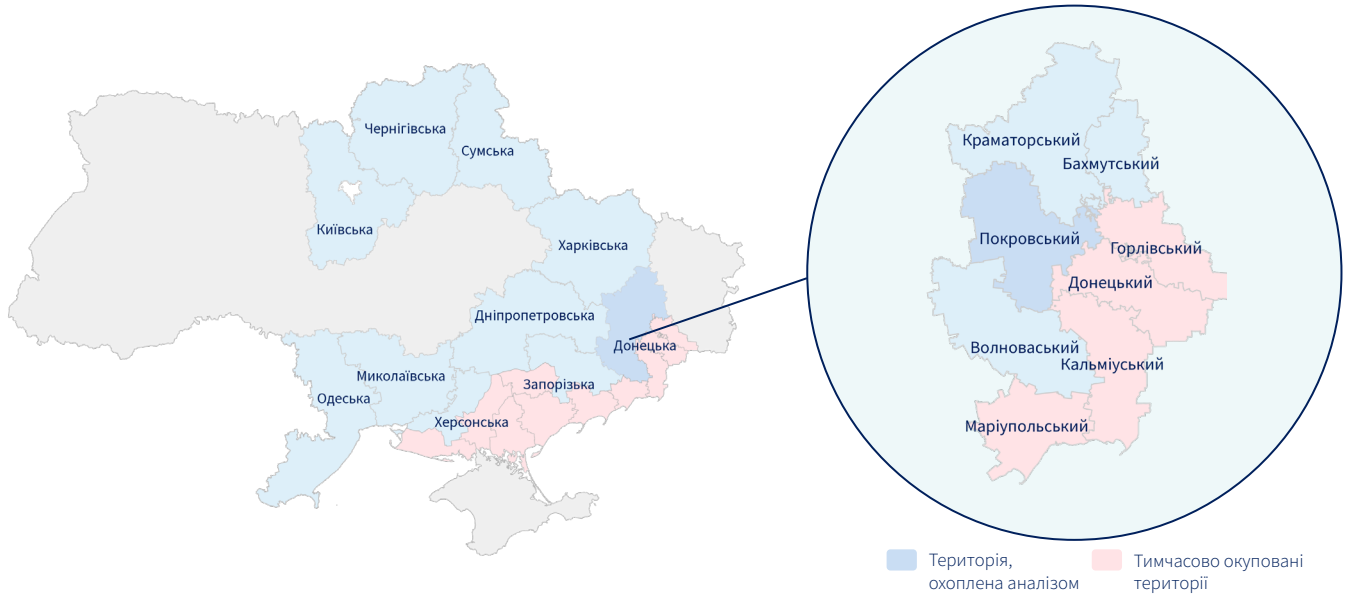 Чернігівська
Сумська
Київська
Харківська
Дніпропетровська
Донецька
Миколаївська
Запорізька
Одеська
Херсонська
Краматорський
Бахмутський
Покровський
Горлівський
Донецький
Волноваський
Кальміуський
Маріупольський
Територія,
охоплена аналізом
Тимчасово окуповані
території